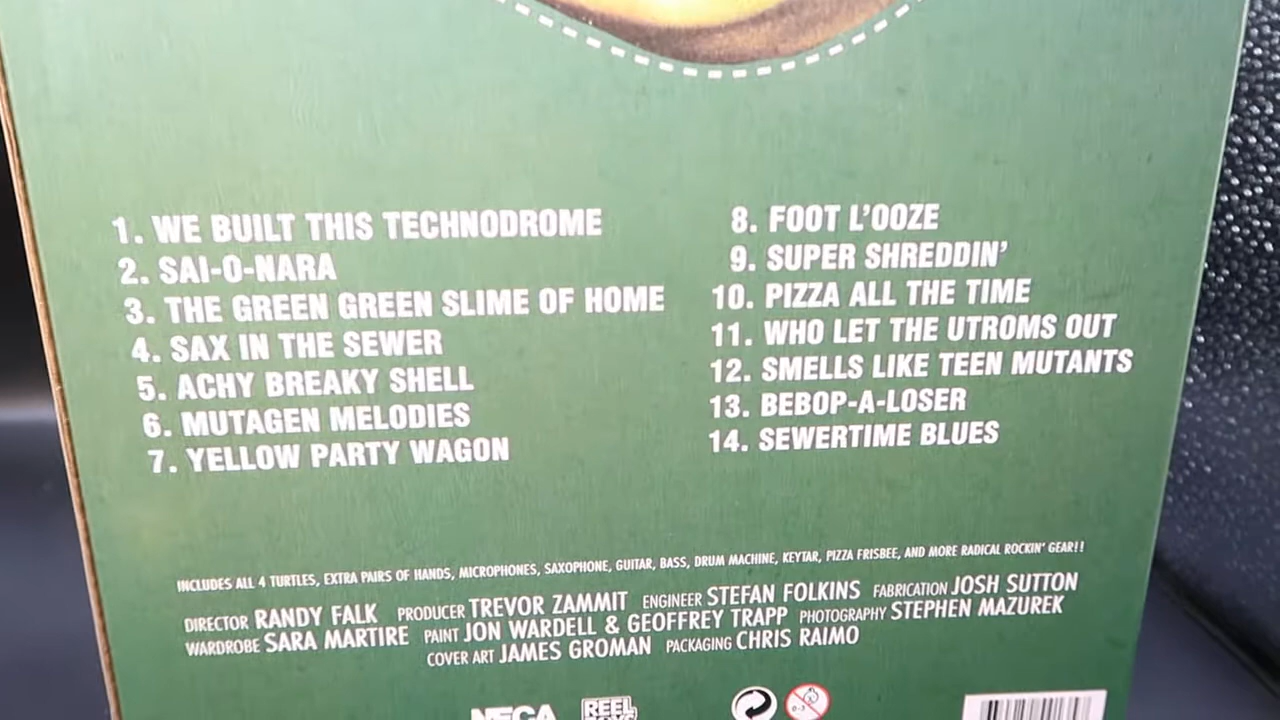 1. WE BUILT THIS TECHNODROME
2. SAI-O-NARA
3. THE GREEN GREEN SLIME OF HOME
4. SAX IN THE SEWER
5. ACHY BREAKY SHELL
6. MUTAGEN MELODIES
7. YELLOW PARTY WAGON
8. FOOT L'OOZE
9. SUPER SHREDDIN'
10. PIZZA ALL THE TIME
11. WHO LET THE UTROMS OUT
12. SMELLS LIKE TEEN MUTANTS
13. BEBOP-A-LOSER
14. SEWERTIME BLUES
INCLUDES ALL 4 TURTLES, EXTRA PAIRS OF HANDS, MICROPHONES, SAXOPHONE, GUITAR, BASS, DRUM MACHINE, KEYTAR, PIZZA FRISBEE, AND MORE RADICAL ROCKIN' GEAR!!
DIRECTOR RANDY FALK PRODUCER TREVOR ZAMMIT ENGINEER STEFAN FOLKINS FABRICATION JOSH SUTTON
WARDROBE SARA MARTIRE PAINT JON WARDELL & GEOFFREY TRAPP PHOTOGRAPHY STEPHEN MAZUREK
COVER ART JAMES GROMAN PACKAGING CHRIS RAIMO
NECA REEL TOYS 0-3